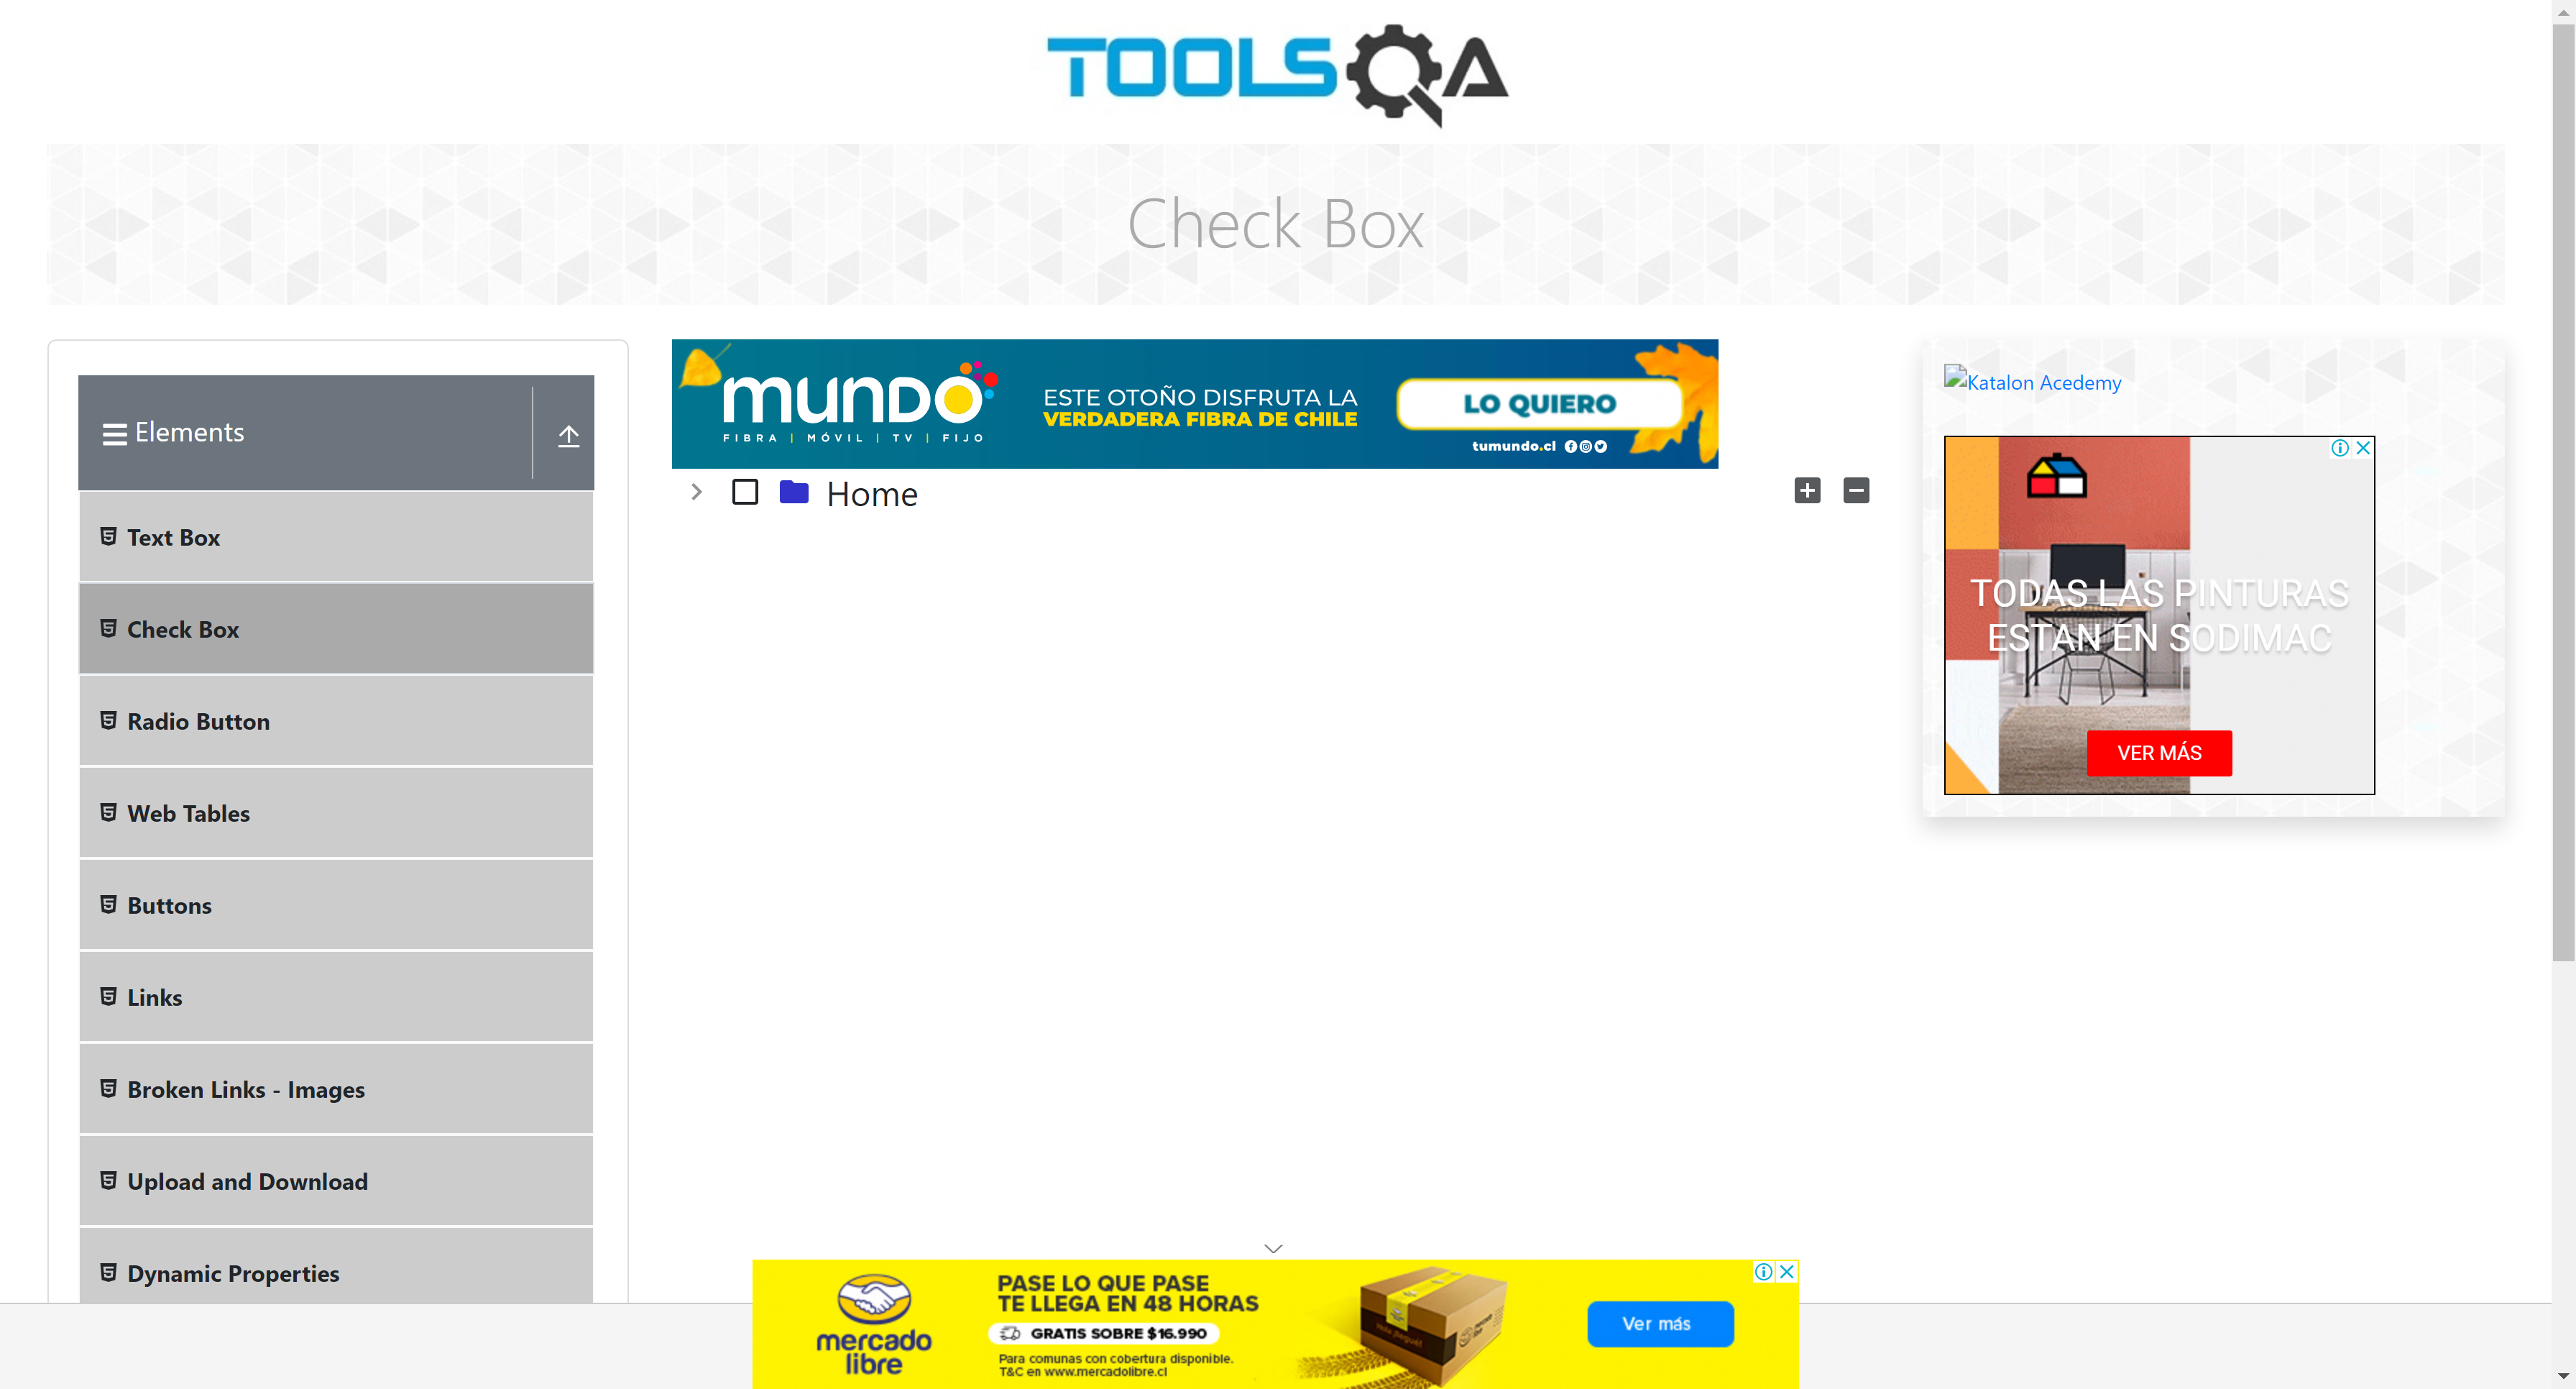 TOOLSQA
Check Box
Elements
Text Box
Check Box
Radio Button
Web Tables
Buttons
Links
Broken Links - Images
Upload and Download
Dynamic Properties
mundo
FIBRA | MÓVIL | TV | FIJO
ESTE OTOÑO DISFRUTA LA
VERDADERA FIBRA DE CHILE
LO QUIERO
tumundo.cl
Home
Katalon Acedemy
TODAS LAS PINTURAS
ESTAN EN SODIMAC
VER MÁS
mercado
libre
PASE LO QUE PASE
TE LLEGA EN 48 HORAS
GRATIS SOBRE $16.990
Para comunas con cobertura disponible.
T&C en www.mercadolibre.cl
Ver más